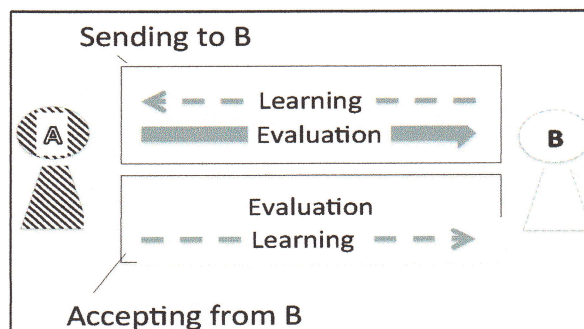 Sending to B
Learning
A
Evaluation
B
Evaluation
Learning
Accepting from B